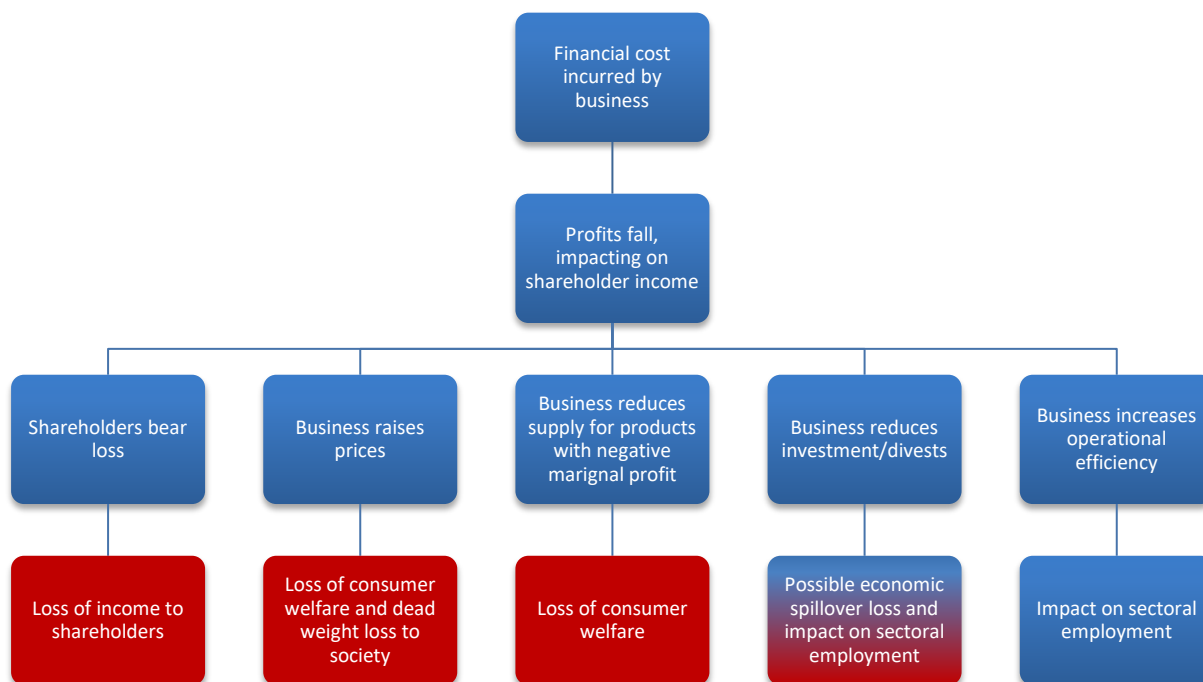 Financial cost
incurred by
business
Profits fall,
impacting on
shareholder income
Shareholders bear
loss
Business raises
prices
Business reduces
supply for products
with negative
marignal profit
Business reduces
investment/divests
Business increases
operational
efficiency
Loss of income to
shareholders
Loss of consumer
welfare and dead
weight loss to
society
Loss of consumer
welfare
Possible economic
spillover loss and
impact on sectoral
employment
Impact on sectoral
employment